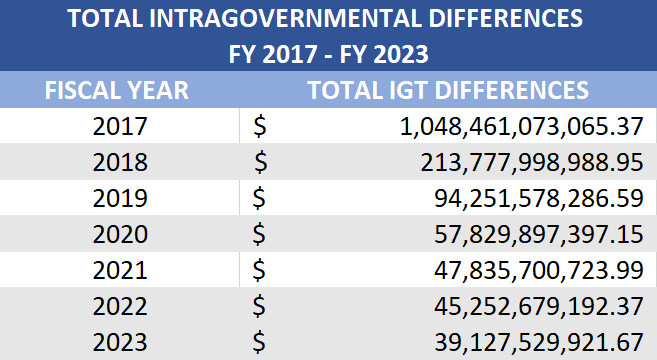 TOTAL INTRAGOVERNMENTAL DIFFERENCES
FY 2017 - FY 2023
FISCAL YEAR TOTAL IGT DIFFERENCES
2017 $ 1,048,461,073,065.37
2018 $ 213,777,998,988.95
2019 $ 94,251,578,286.59
2020 $ 57,829,897,397.15
2021 $ 47,835,700,723.99
2022 $ 45,252,679,192.37
2023 $ 39,127,529,921.67